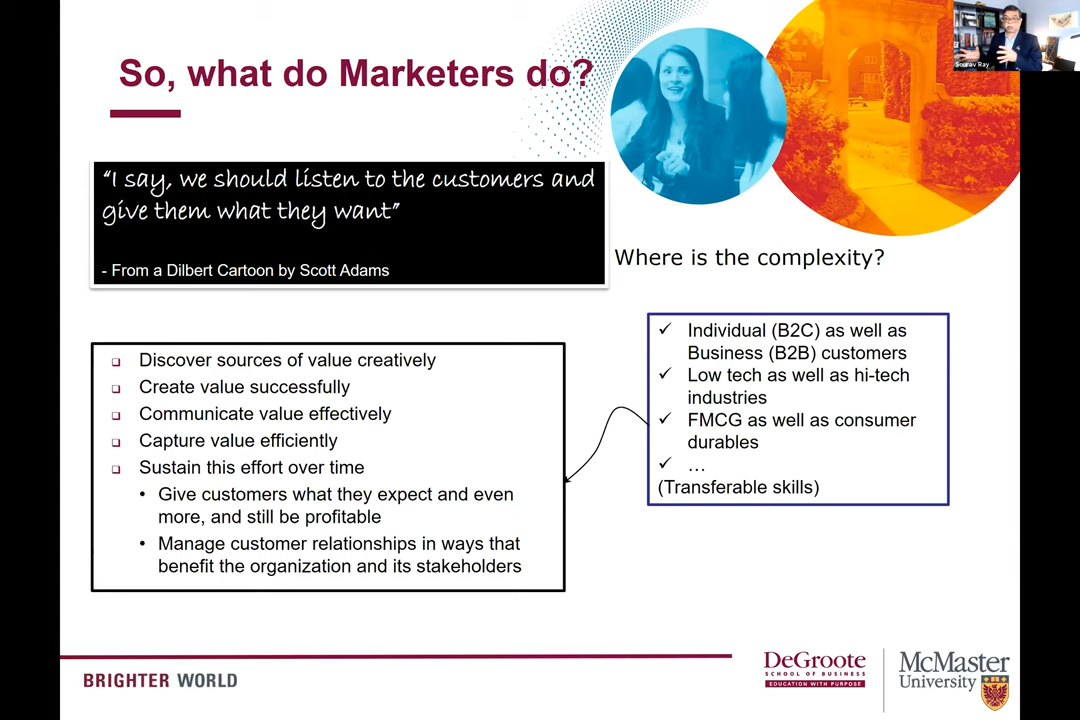 So, what do Marketers do?
Sourav Ray
“I say, we should listen to the customers and
give them what they want”
- From a Dilbert Cartoon by Scott Adams
Where is the complexity?
❑ Discover sources of value creatively
❑ Create value successfully
❑ Communicate value effectively
❑ Capture value efficiently
❑ Sustain this effort over time
• Give customers what they expect and even
more, and still be profitable
• Manage customer relationships in ways that
benefit the organization and its stakeholders
✓ Individual (B2C) as well as
Business (B2B) customers
✓ Low tech as well as hi-tech
industries
✓ FMCG as well as consumer
durables
✓ …
(Transferable skills)
BRIGHTER WORLD
DeGroote
SCHOOL OF BUSINESS
EDUCATION WITH PURPOSE
McMaster
University